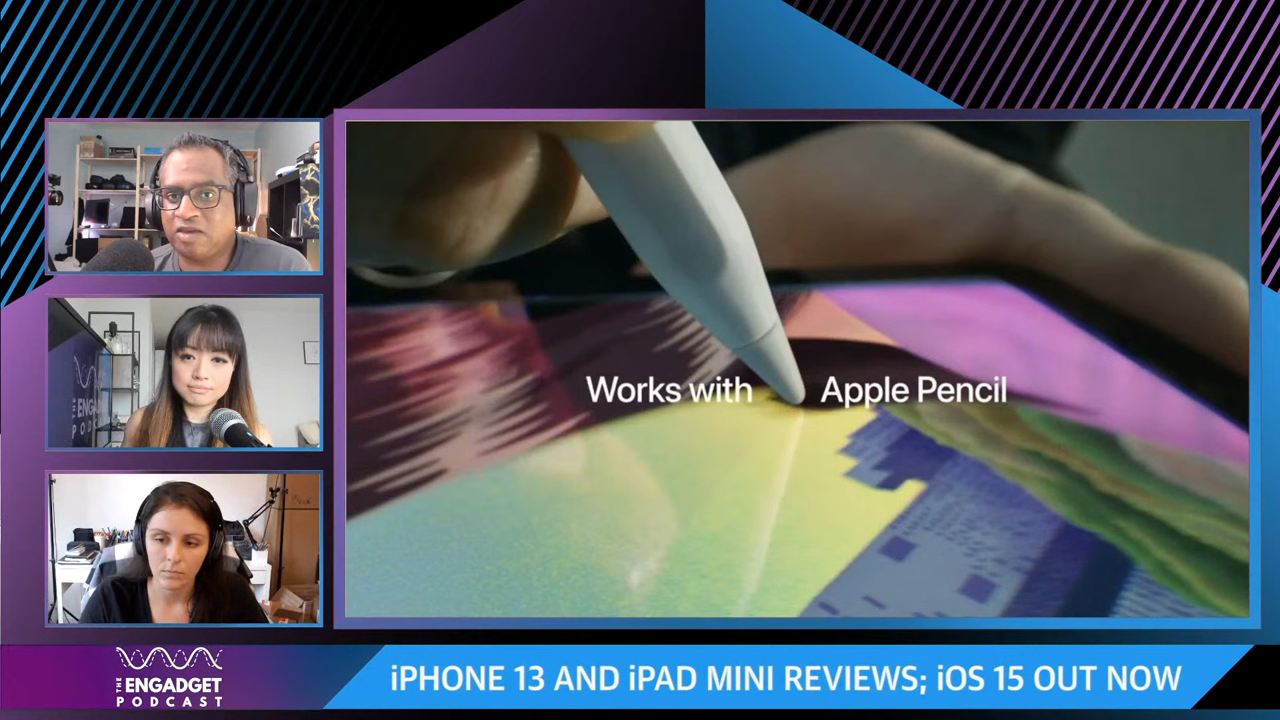 Works with Apple Pencil
THE
ENGADGET
PODCAST
iPHONE 13 AND iPAD MINI REVIEWS; iOS 15 OUT NOW